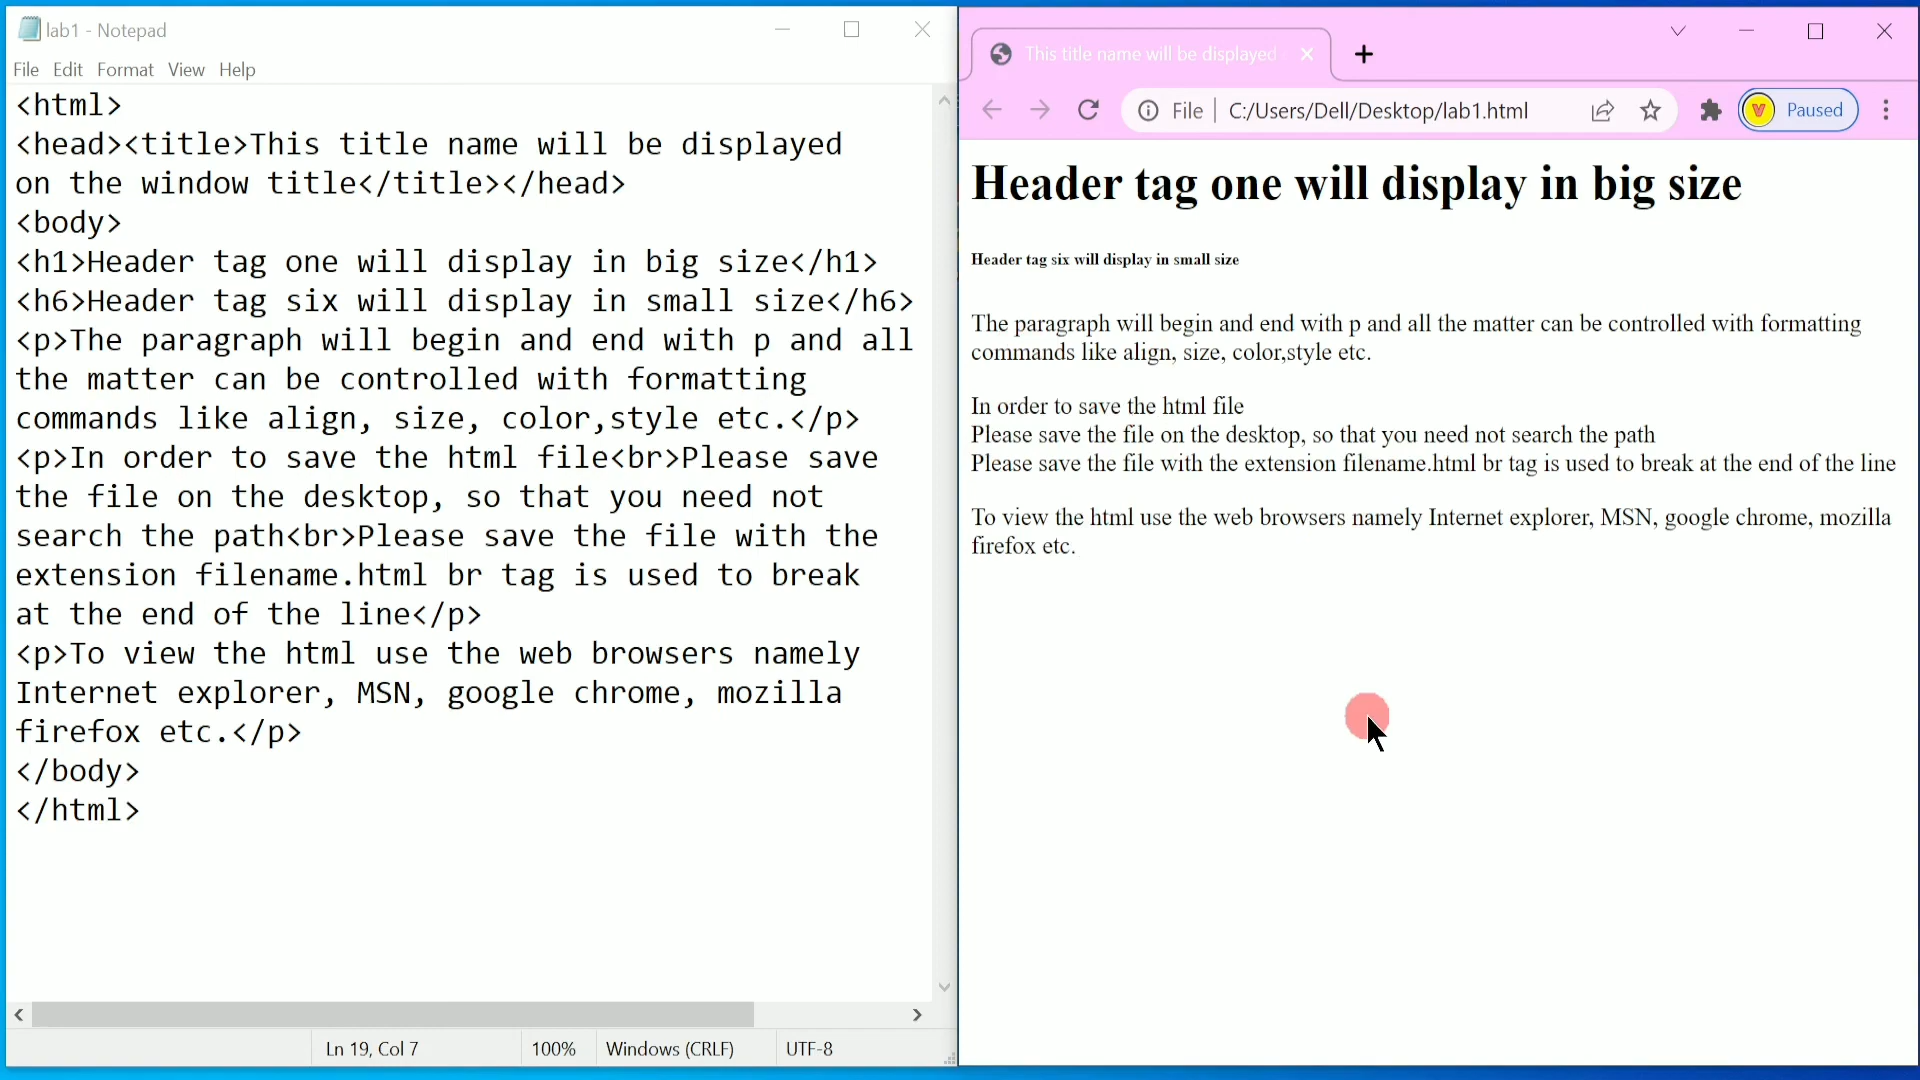 lab1 - Notepad
File Edit Format View Help
<html>
<head><title>This title name will be displayed
on the window title</title></head>
<body>
<h1>Header tag one will display in big size</h1>
<h6>Header tag six will display in small size</h6>
<p>The paragraph will begin and end with p and all
the matter can be controlled with formatting
commands like align, size, color,style etc.</p>
<p>In order to save the html file<br>Please save
the file on the desktop, so that you need not
search the path<br>Please save the file with the
extension filename.html br tag is used to break
at the end of the line</p>
<p>To view the html use the web browsers namely
Internet explorer, MSN, google chrome, mozilla
firefox etc.</p>
</body>
</html>
Ln 19, Col 7 100% Windows (CRLF) UTF-8
This title name will be displayed
File C:/Users/Dell/Desktop/lab1.html V Paused
Header tag one will display in big size
Header tag six will display in small size
The paragraph will begin and end with p and all the matter can be controlled with formatting
commands like align, size, color,style etc.
In order to save the html file
Please save the file on the desktop, so that you need not search the path
Please save the file with the extension filename.html br tag is used to break at the end of the line
To view the html use the web browsers namely Internet explorer, MSN, google chrome, mozilla
firefox etc.